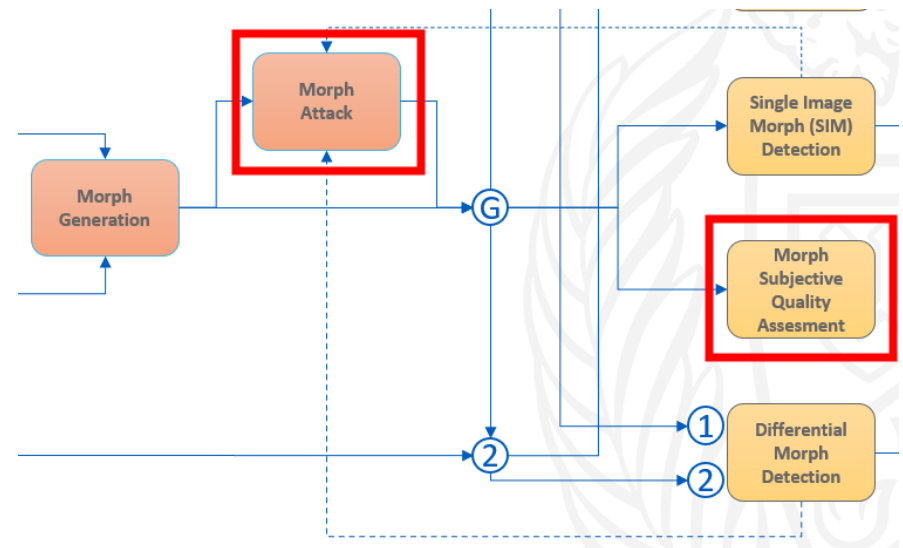 Morph
Attack
Morph
Generation
G
Single Image
Morph (SIM)
Detection
Morph
Subjective
Quality
Assesment
2
1
2
Differential
Morph
Detection